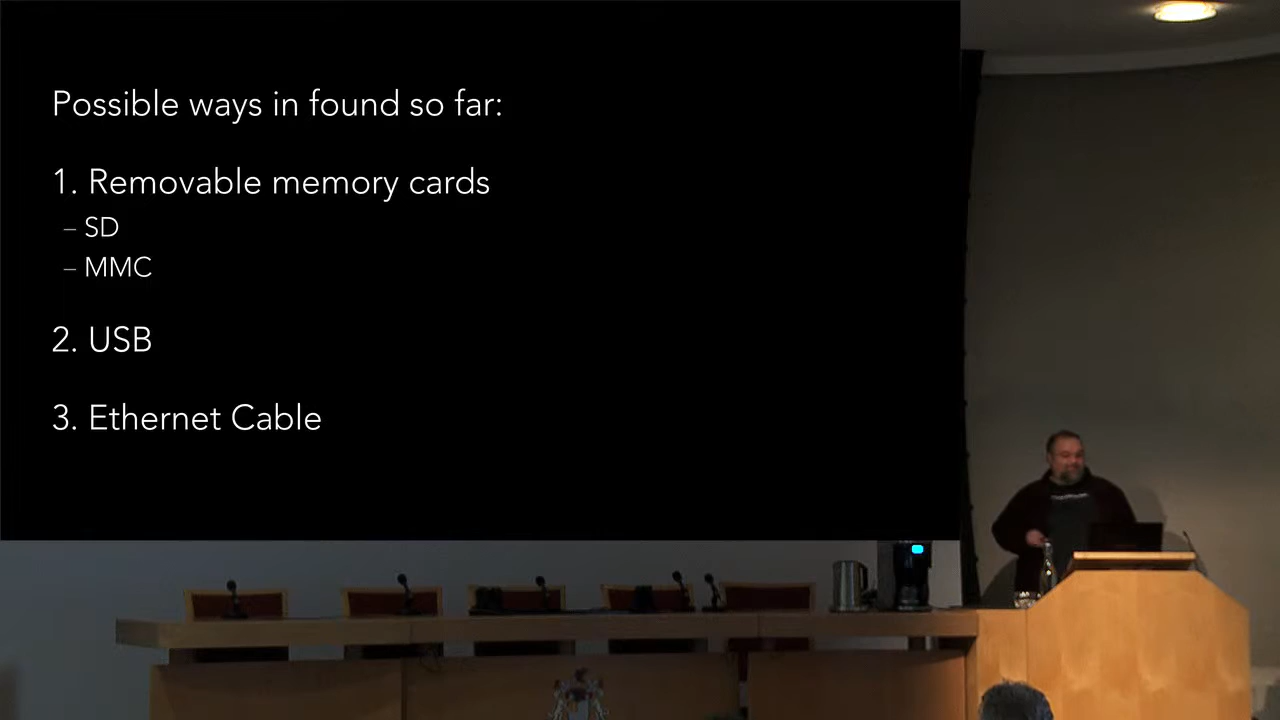 Possible ways in found so far:
1. Removable memory cards
– SD
– MMC
2. USB
3. Ethernet Cable